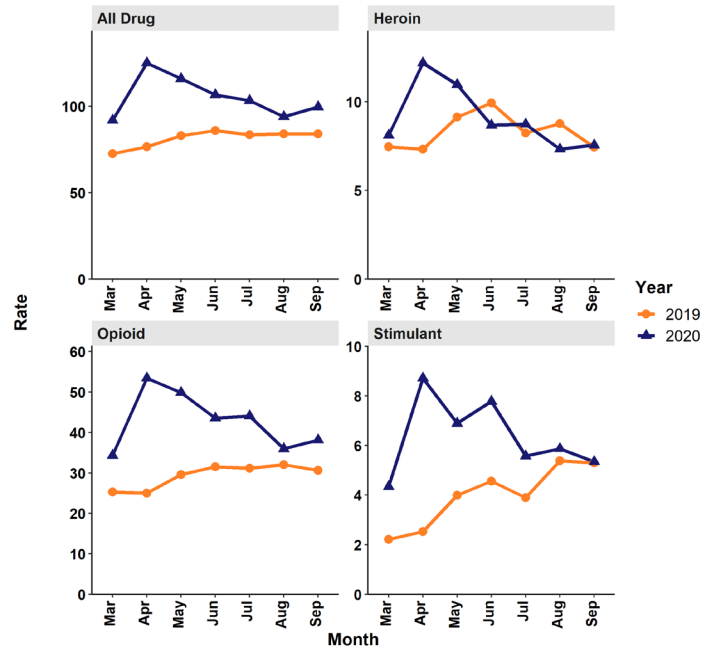 All Drug
Heroin
100
50
0
10
5
0
Mar
Apr
May
Jun
Jul
Aug
Sep
Mar
Apr
May
Jun
Jul
Aug
Sep
Rate
Year
2019
2020
Opioid
Stimulant
60
50
40
30
20
10
0
10
8
6
4
2
0
Mar
Apr
May
Jun
Jul
Aug
Sep
Mar
Apr
May
Jun
Jul
Aug
Sep
Month